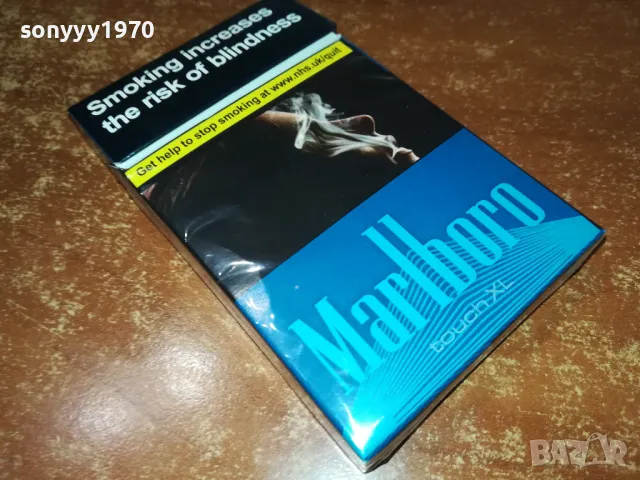 sonyyy1970
Smoking increases
the risk of blindness
Get help to stop smoking at www.nhs.uk/quit
Marlboro
touch XL
BAZAR